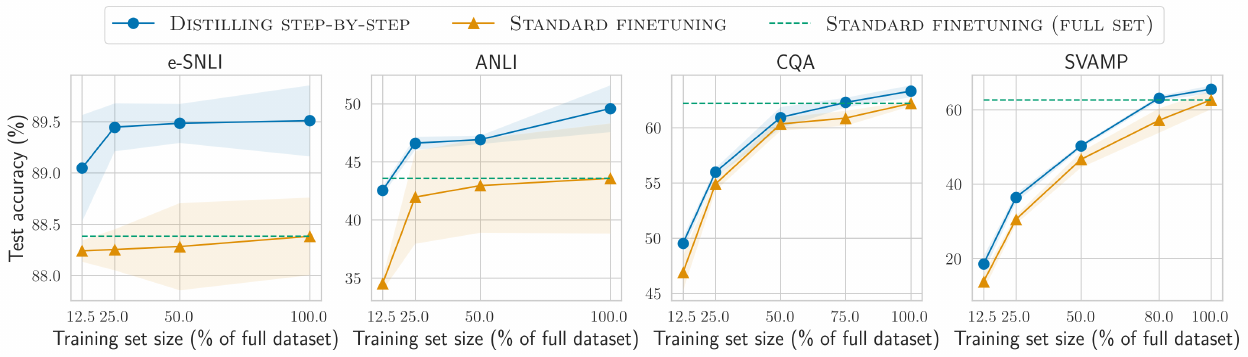 DISTILLING STEP-BY-STEP STANDARD FINETUNING STANDARD FINETUNING (FULL SET)
e-SNLI ANLI CQA SVAMP
Test accuracy (%)
89.5
89.0
88.5
88.0
12.5 25.0 50.0 100.0
Training set size (% of full dataset)
50
45
40
35
12.5 25.0 50.0 100.0
Training set size (% of full dataset)
60
55
50
45
12.5 25.0 50.0 75.0 100.0
Training set size (% of full dataset)
60
40
20
12.5 25.0 50.0 80.0 100.0
Training set size (% of full dataset)